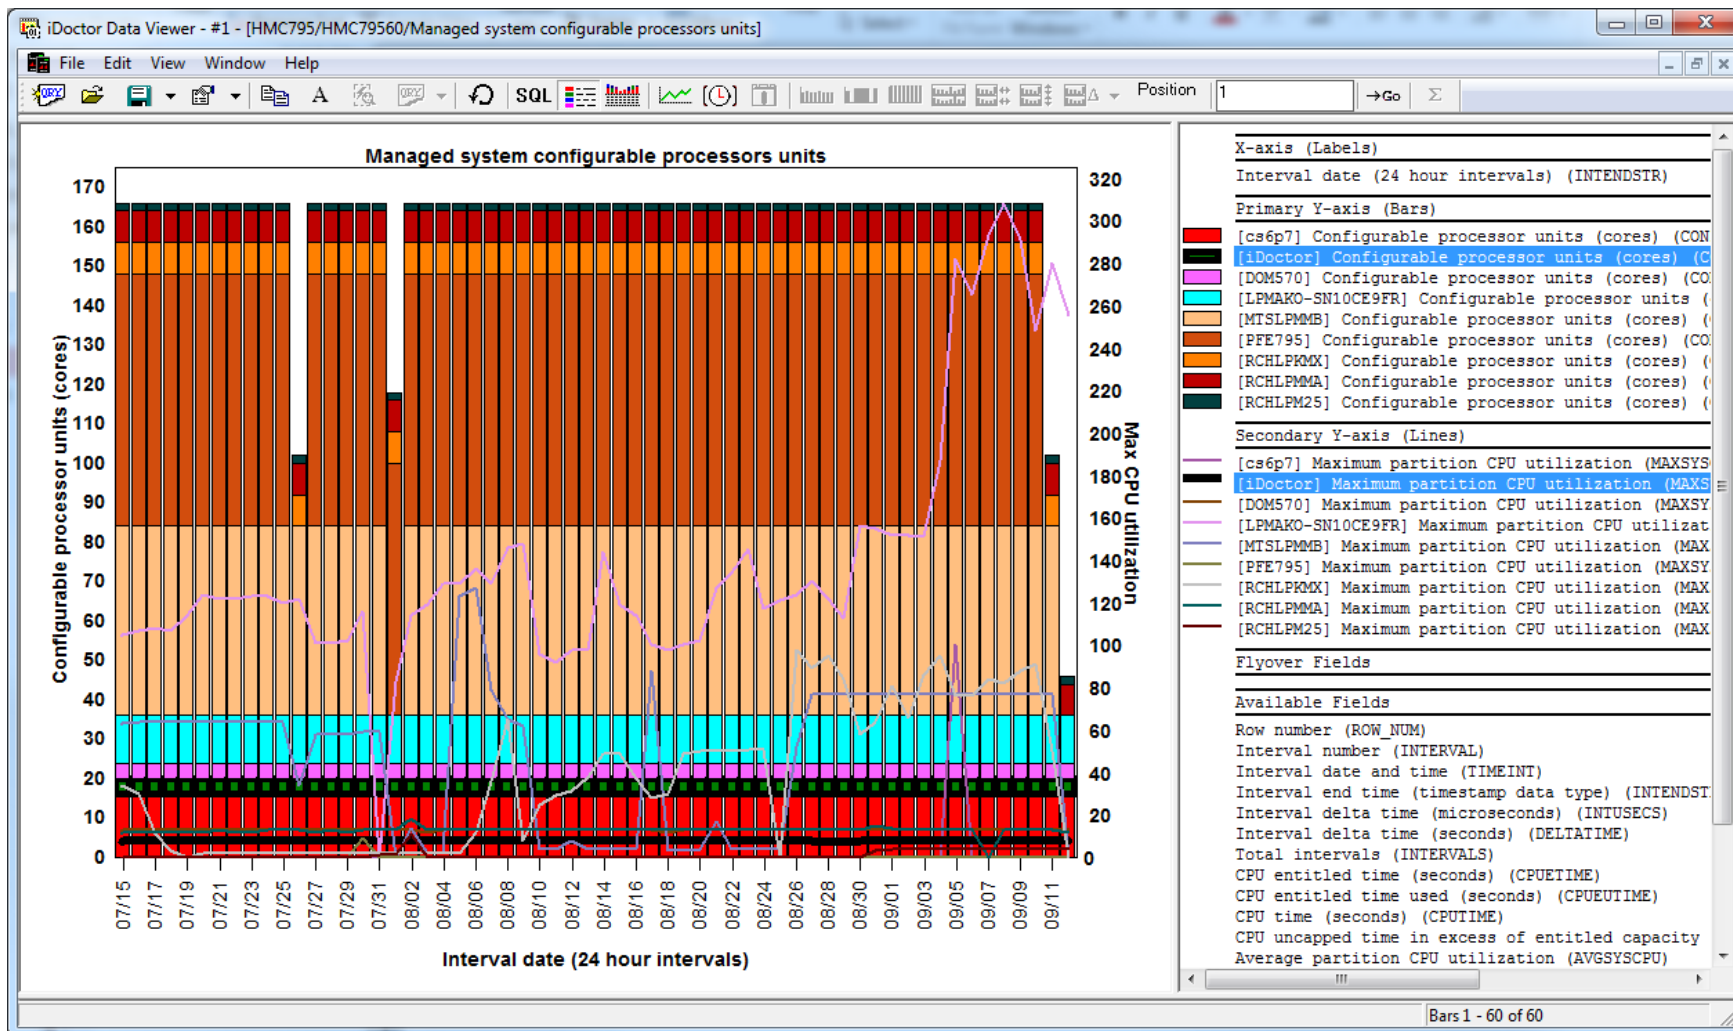 iDoctor Data Viewer - #1 - [HMC795/HMC79560/Managed system configurable processors units]
File Edit View Window Help
QRY A QRY SQL Position 1 →Go Σ
Managed system configurable processors units
Configurable processor units (cores)
170
160
150
140
130
120
110
100
90
80
70
60
50
40
30
20
10
0
Max CPU utilization
320
300
280
260
240
220
200
180
160
140
120
100
80
60
40
20
0
07/15 07/17 07/19 07/21 07/23 07/25 07/27 07/29 07/31 08/02 08/04 08/06 08/08 08/10 08/12 08/14 08/16 08/18 08/20 08/22 08/24 08/26 08/28 08/30 09/01 09/03 09/05 09/07 09/09 09/11
Interval date (24 hour intervals)
X-axis (Labels)
Interval date (24 hour intervals) (INTENDSTR)
Primary Y-axis (Bars)
[cs6p7] Configurable processor units (cores) (CON
[iDoctor] Configurable processor units (cores) (C
[DOM570] Configurable processor units (cores) (CO
[LPMAKO-SN10CE9FR] Configurable processor units (
[MTSLPMMB] Configurable processor units (cores) (
[PFE795] Configurable processor units (cores) (CO
[RCHLPKMX] Configurable processor units (cores) (
[RCHLPMMA] Configurable processor units (cores) (
[RCHLPM25] Configurable processor units (cores) (
Secondary Y-axis (Lines)
[cs6p7] Maximum partition CPU utilization (MAXSYS
[iDoctor] Maximum partition CPU utilization (MAXS
[DOM570] Maximum partition CPU utilization (MAXSY
[LPMAKO-SN10CE9FR] Maximum partition CPU utilizat
[MTSLPMMB] Maximum partition CPU utilization (MAX
[PFE795] Maximum partition CPU utilization (MAXSY
[RCHLPKMX] Maximum partition CPU utilization (MAX
[RCHLPMMA] Maximum partition CPU utilization (MAX
[RCHLPM25] Maximum partition CPU utilization (MAX
Flyover Fields
Available Fields
Row number (ROW_NUM)
Interval number (INTERVAL)
Interval date and time (TIMEINT)
Interval end time (timestamp data type) (INTENDST
Interval delta time (microseconds) (INTUSECS)
Interval delta time (seconds) (DELTATIME)
Total intervals (INTERVALS)
CPU entitled time (seconds) (CPUETIME)
CPU entitled time used (seconds) (CPUEUTIME)
CPU time (seconds) (CPUTIME)
CPU uncapped time in excess of entitled capacity
Average partition CPU utilization (AVGSYSCPU)
Bars 1 - 60 of 60